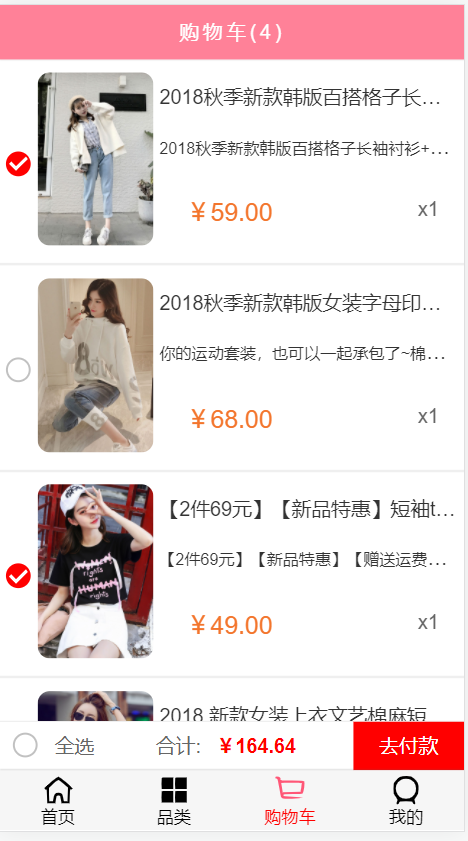 购物车(4)
2018秋季新款韩版百搭格子长…
2018秋季新款韩版百搭格子长袖衬衫+…
￥59.00
x1
2018秋季新款韩版女装字母印…
你的运动套装，也可以一起承包了~棉…
￥68.00
x1
【2件69元】【新品特惠】短袖t…
【2件69元】【新品特惠】【赠送运费…
￥49.00
x1
HUMAN
rights
are
HUMAN
rights
2018 新款女装上衣文艺棉麻短
全选
合计:
￥164.64
去付款
首页
品类
购物车
我的